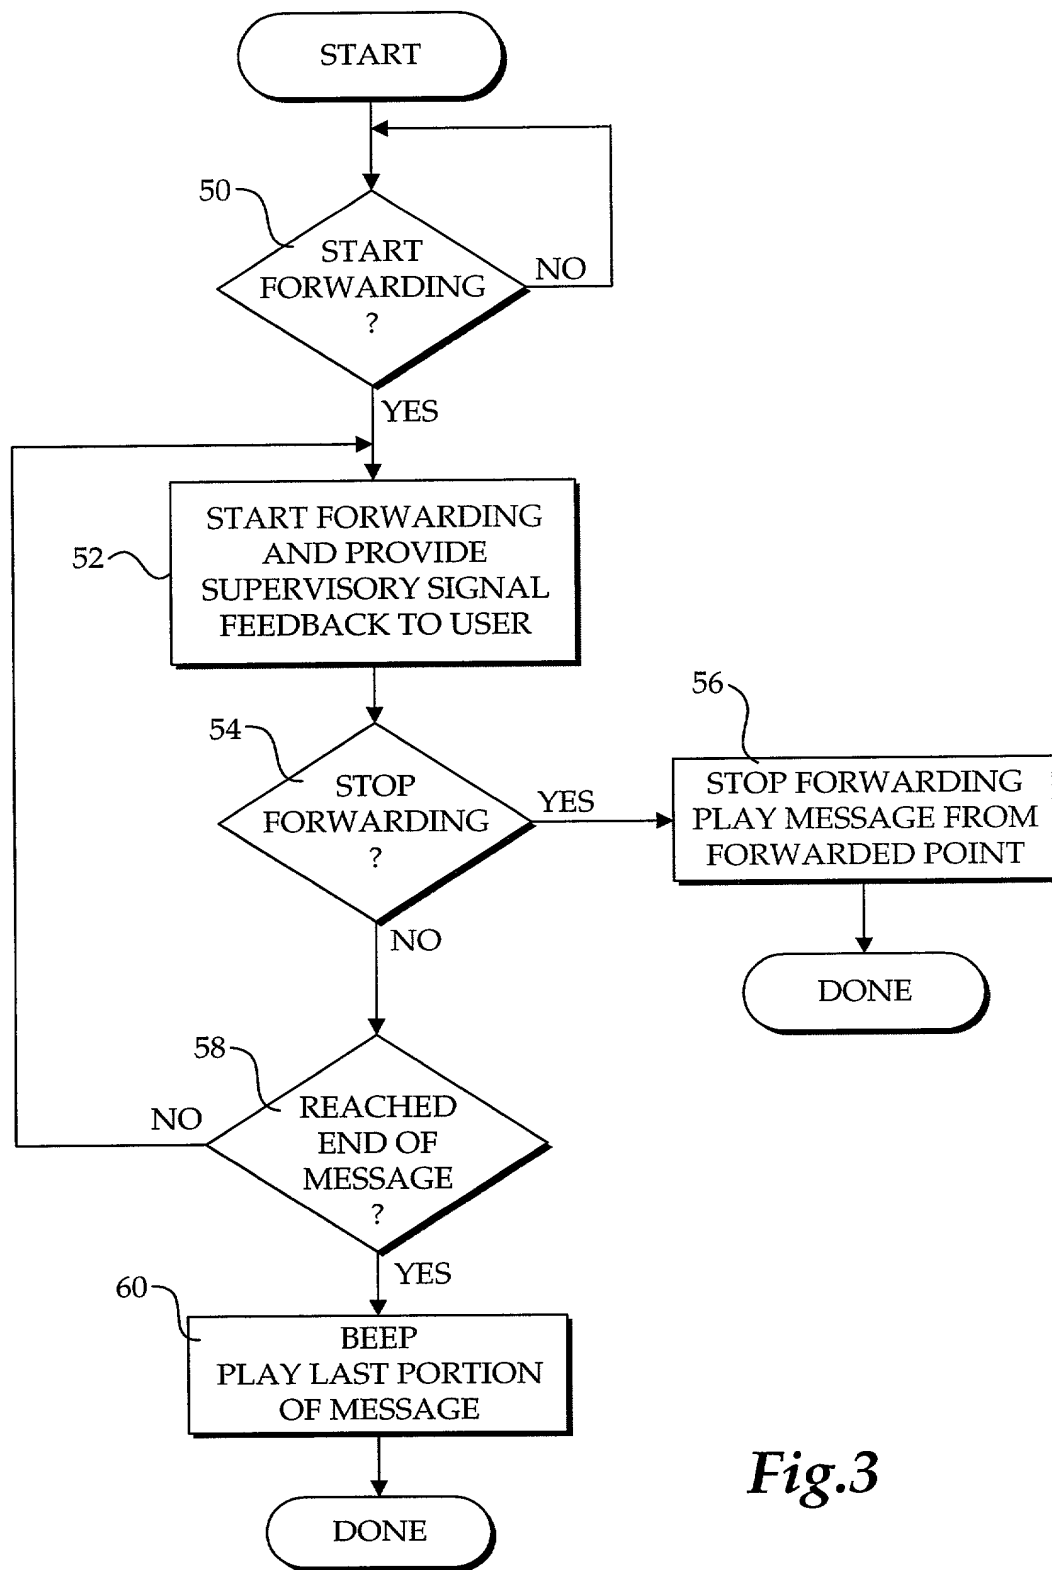 START
50
START
FORWARDING
?
NO
YES
52
START FORWARDING
AND PROVIDE
SUPERVISORY SIGNAL
FEEDBACK TO USER
54
STOP
FORWARDING
?
YES
56
STOP FORWARDING
PLAY MESSAGE FROM
FORWARDED POINT
DONE
NO
58
REACHED
END OF
MESSAGE
?
NO
YES
60
BEEP
PLAY LAST PORTION
OF MESSAGE
DONE
Fig.3